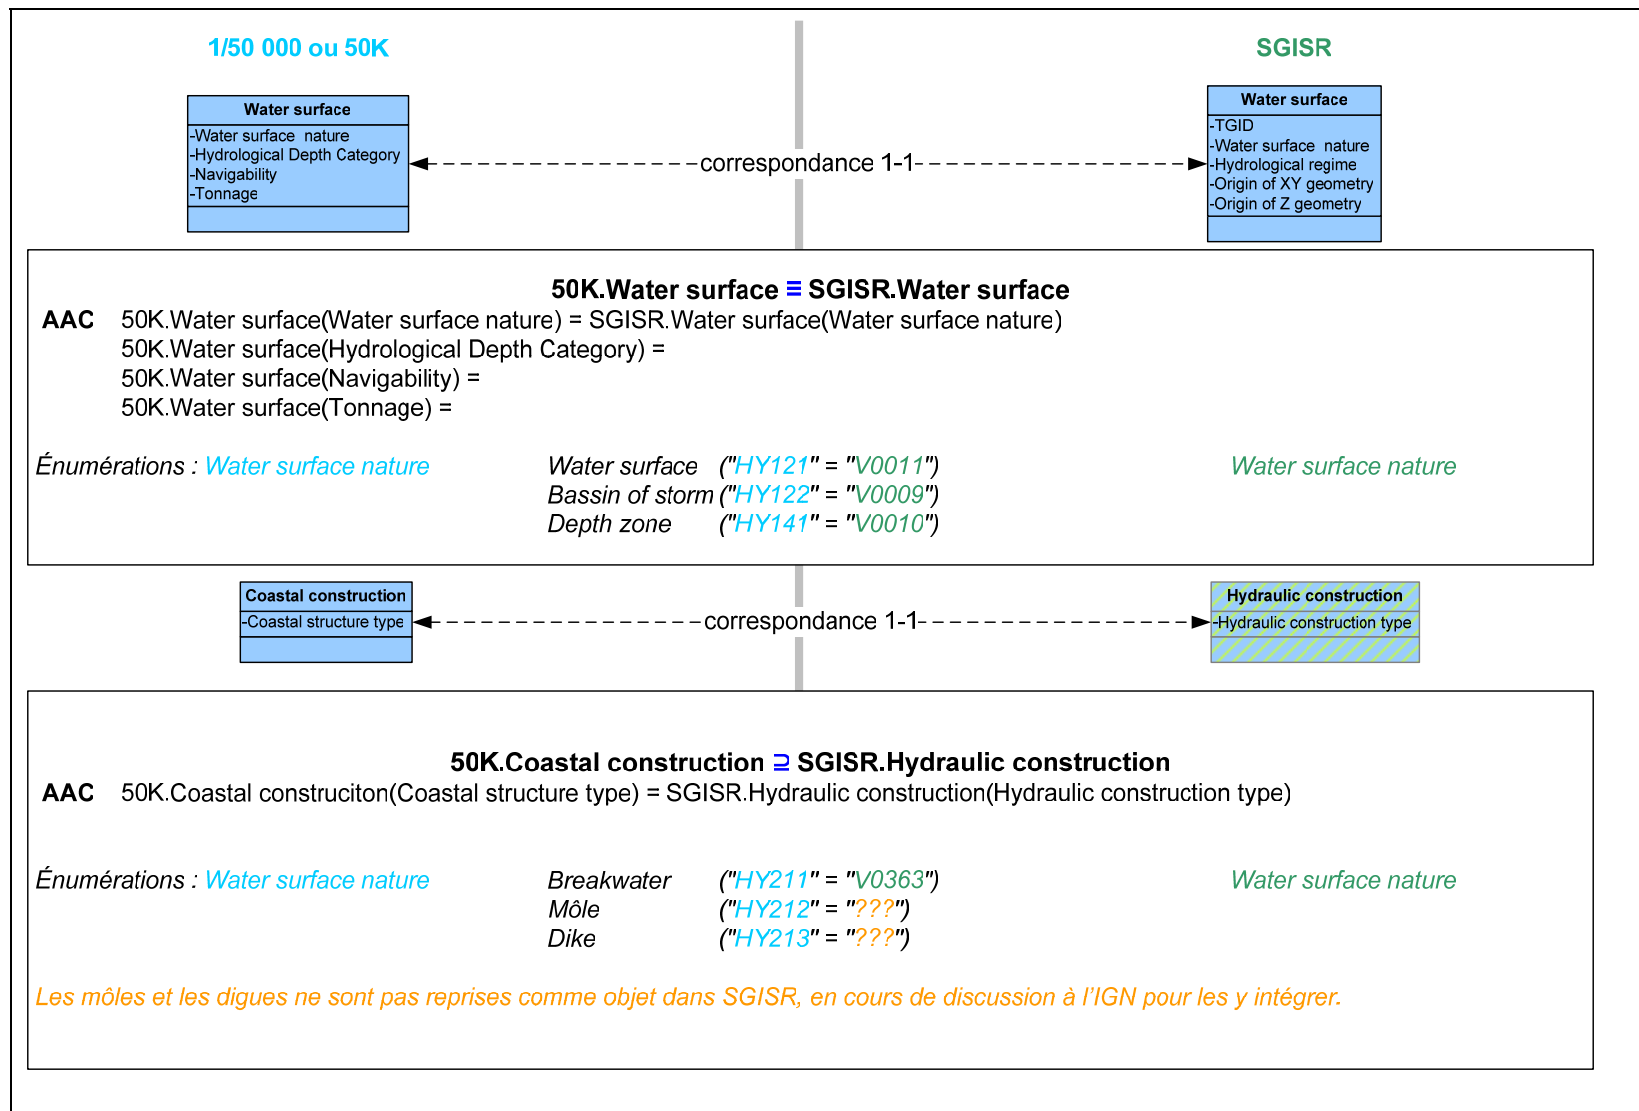 1/50 000 ou 50K
SGISR
Water surface
-Water surface  nature
-Hydrological Depth Category
-Navigability
-Tonnage
correspondance 1-1
Water surface
-TGID
-Water surface  nature
-Hydrological regime
-Origin of XY geometry
-Origin of Z geometry
50K.Water surface ≡ SGISR.Water surface
AAC 50K.Water surface(Water surface nature) = SGISR.Water surface(Water surface nature)
50K.Water surface(Hydrological Depth Category) =
50K.Water surface(Navigability) =
50K.Water surface(Tonnage) =
Énumérations : Water surface nature Water surface ("HY121" = "V0011") Water surface nature
Bassin of storm ("HY122" = "V0009")
Depth zone ("HY141" = "V0010")
Coastal construction
-Coastal structure type
correspondance 1-1
Hydraulic construction
-Hydraulic construction type
50K.Coastal construction ⊇ SGISR.Hydraulic construction
AAC 50K.Coastal construciton(Coastal structure type) = SGISR.Hydraulic construction(Hydraulic construction type)
Énumérations : Water surface nature Breakwater ("HY211" = "V0363") Water surface nature
Môle ("HY212" = "???")
Dike ("HY213" = "???")
Les môles et les digues ne sont pas reprises comme objet dans SGISR, en cours de discussion à l'IGN pour les y intégrer.